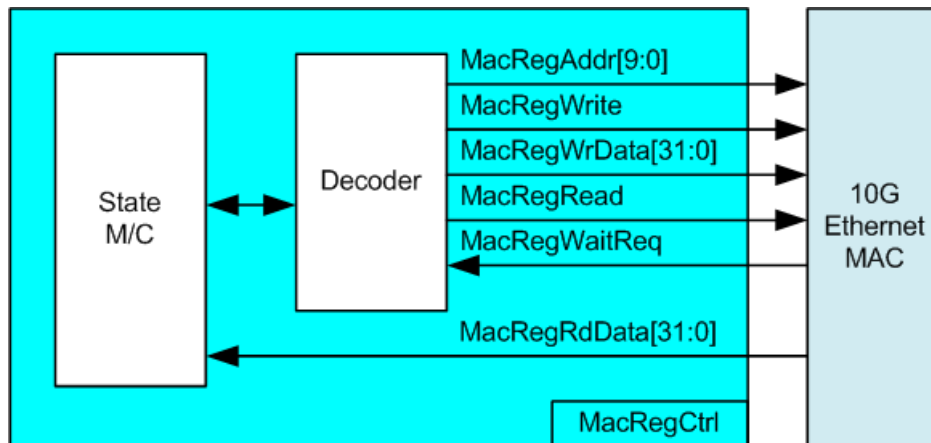 MacRegAddr[9:0]
MacRegWrite
MacRegWrData[31:0]
MacRegRead
MacRegWaitReq
MacRegRdData[31:0]
State
M/C
Decoder
10G
Ethernet
MAC
MacRegCtrl